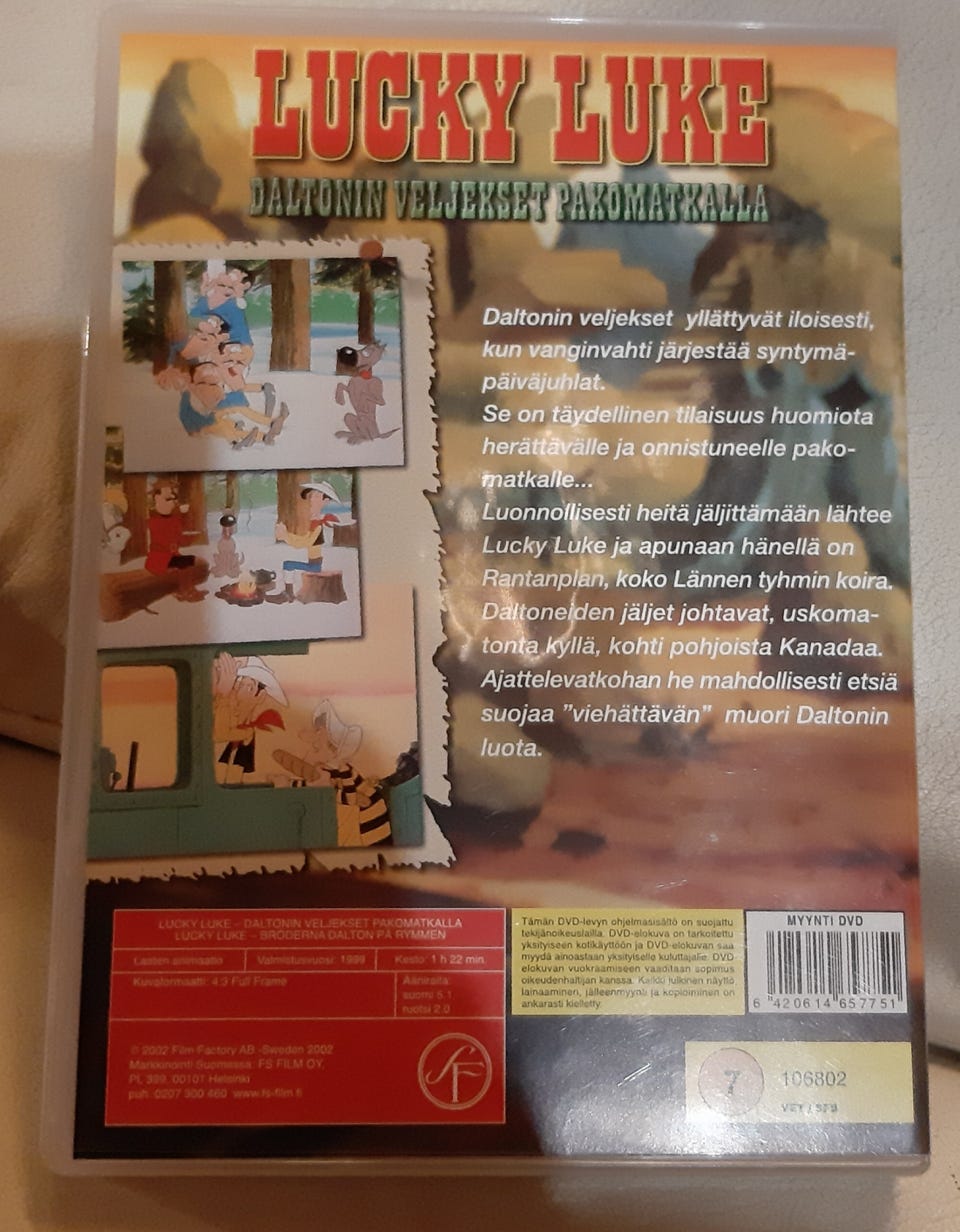 LUCKY LUKE
DALTONIN VELJEKSET PAKOMATKALLA
Daltonin veljekset yllättyvät iloisesti,
kun vanginvahti järjestää syntymä-
päiväjuhlat.
Se on täydellinen tilaisuus huomiota
herättävälle ja onnistuneelle pako-
matkalle...
Luonnollisesti heitä jäljittämään lähtee
Lucky Luke ja apunaan hänellä on
Rantanplan, koko Lännen tyhmin koira.
Daltoneiden jäljet johtavat, uskoma-
tonta kyllä, kohti pohjoista Kanadaa.
Ajattelevatkohan he mahdollisesti etsiä
suojaa ”viehättävän” muori Daltonin
luota.
LUCKY LUKE – DALTONIN VELJEKSET PAKOMATKALLA
LUCKY LUKE – BRÖDERNA DALTON PÅ RYMMEN
Lasten animaatio
Valmistusvuosi: 1999
Kesto: 1 h 22 min.
Kuvaformaatti: 4:3 Full Frame
Ääniraita:
suomi 5.1
ruotsi 2.0
© 2002 Film Factory AB -Sweden 2002
Markkinointi Suomessa: FS FILM OY,
PL 399, 00101 Helsinki
puh. 0207 300 460 www.fs-film.fi
SF
Tämän DVD-levyn ohjelmasisältö on suojattu
tekijänoikeuslailla. DVD-elokuva on tarkoitettu
yksityiseen kotikäyttöön ja DVD-elokuvan saa
myydä ainoastaan yksityiselle kuluttajalle. DVD
elokuvan vuokraamiseen vaaditaan sopimus
oikeudenhaltijan kanssa. Kaikki julkinen näyttö,
lainaaminen, jälleenmyynti ja kopioiminen on
ankarasti kielletty.
MYYNTI DVD
6 420614 657751
7
106802
VET / SFB